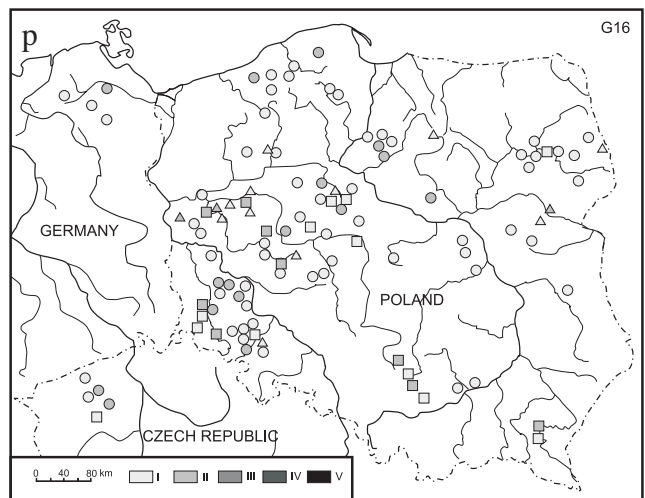 p
G16
GERMANY
POLAND
CZECH REPUBLIC
0 40 80 km I II III IV V